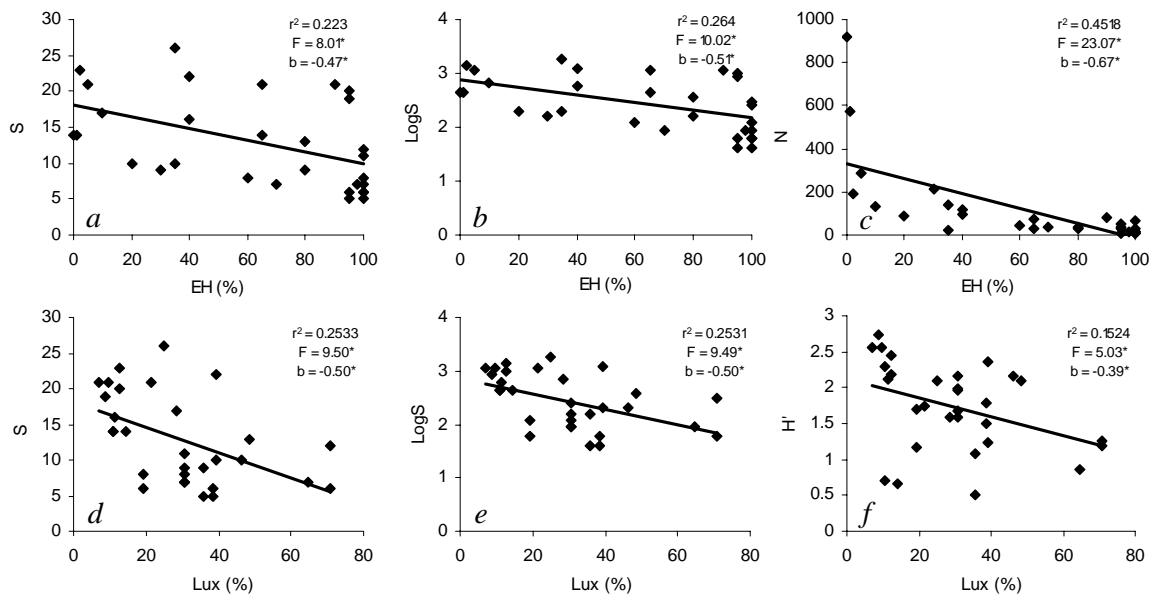 30
25
20
15
10
5
0
S
r² = 0.223
F = 8.01*
b = -0.47*
a
0 20 40 60 80 100
EH (%)
4
3
2
1
0
LogS
r² = 0.264
F = 10.02*
b = -0.51*
b
0 20 40 60 80 100
EH (%)
1000
800
600
400
200
0
N
r² = 0.4518
F = 23.07*
b = -0.67*
c
0 20 40 60 80 100
EH (%)
30
25
20
15
10
5
0
S
r² = 0.2533
F = 9.50*
b = -0.50*
d
0 20 40 60 80
Lux (%)
4
3
2
1
0
LogS
r² = 0.2531
F = 9.49*
b = -0.50*
e
0 20 40 60 80
Lux (%)
3
2.5
2
1.5
1
0.5
0
H'
r² = 0.1524
F = 5.03*
b = -0.39*
f
0 20 40 60 80
Lux (%)